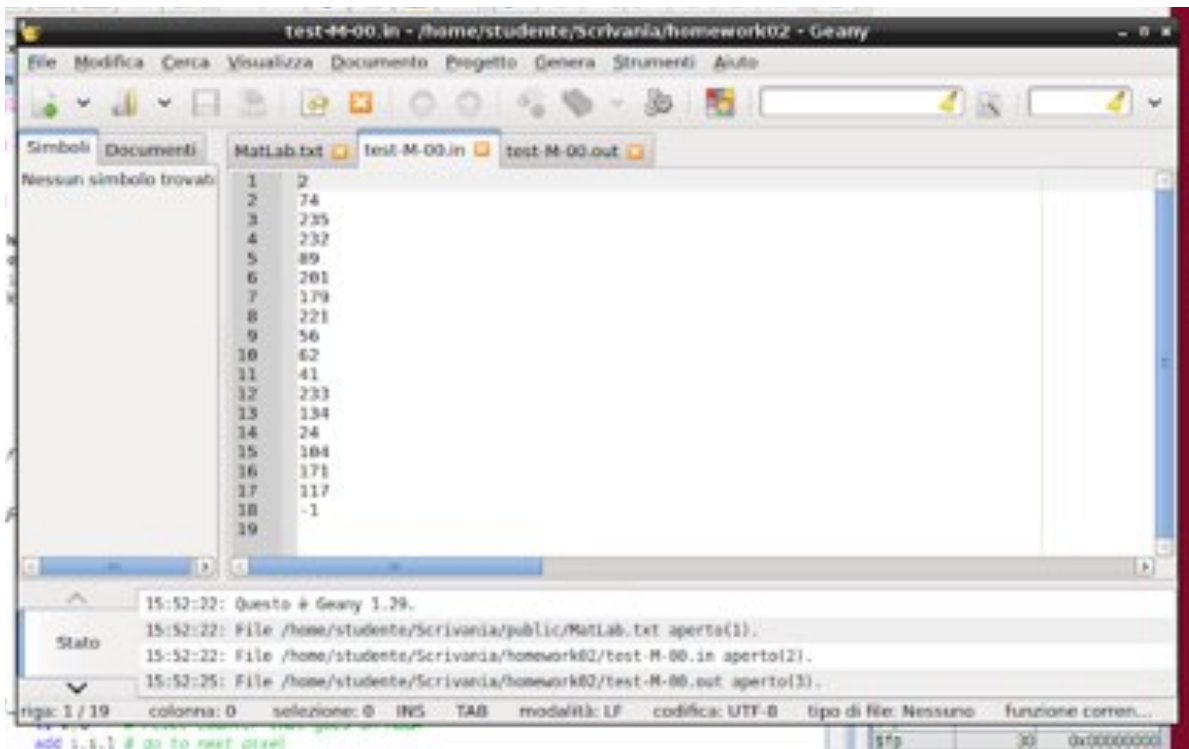 test-M-00.in - /home/studente/Scrivania/homework02 - Geany
File Modifica Cerca Visualizza Documento Progetto Genera Strumenti Aiuto
Simboli Documenti MatLab.txt test-M-00.in test-M-00.out
Nessun simbolo trovat
1 2
2 74
3 235
4 232
5 89
6 201
7 179
8 221
9 56
10 62
11 41
12 233
13 134
14 24
15 104
16 171
17 117
18 -1
19
Stato
15:52:22: Questo è Geany 1.29.
15:52:22: File /home/studente/Scrivania/public/MatLab.txt aperto(1).
15:52:22: File /home/studente/Scrivania/homework02/test-M-00.in aperto(2).
15:52:25: File /home/studente/Scrivania/homework02/test-M-00.out aperto(3).
riga: 1 / 19 colonna: 0 selezione: 0 INS TAB modalità: LF codifica: UTF-8 tipo di file: Nessuno funzione corren...
add i,i,1 # go to next pixel
$fp 30 0x00000000